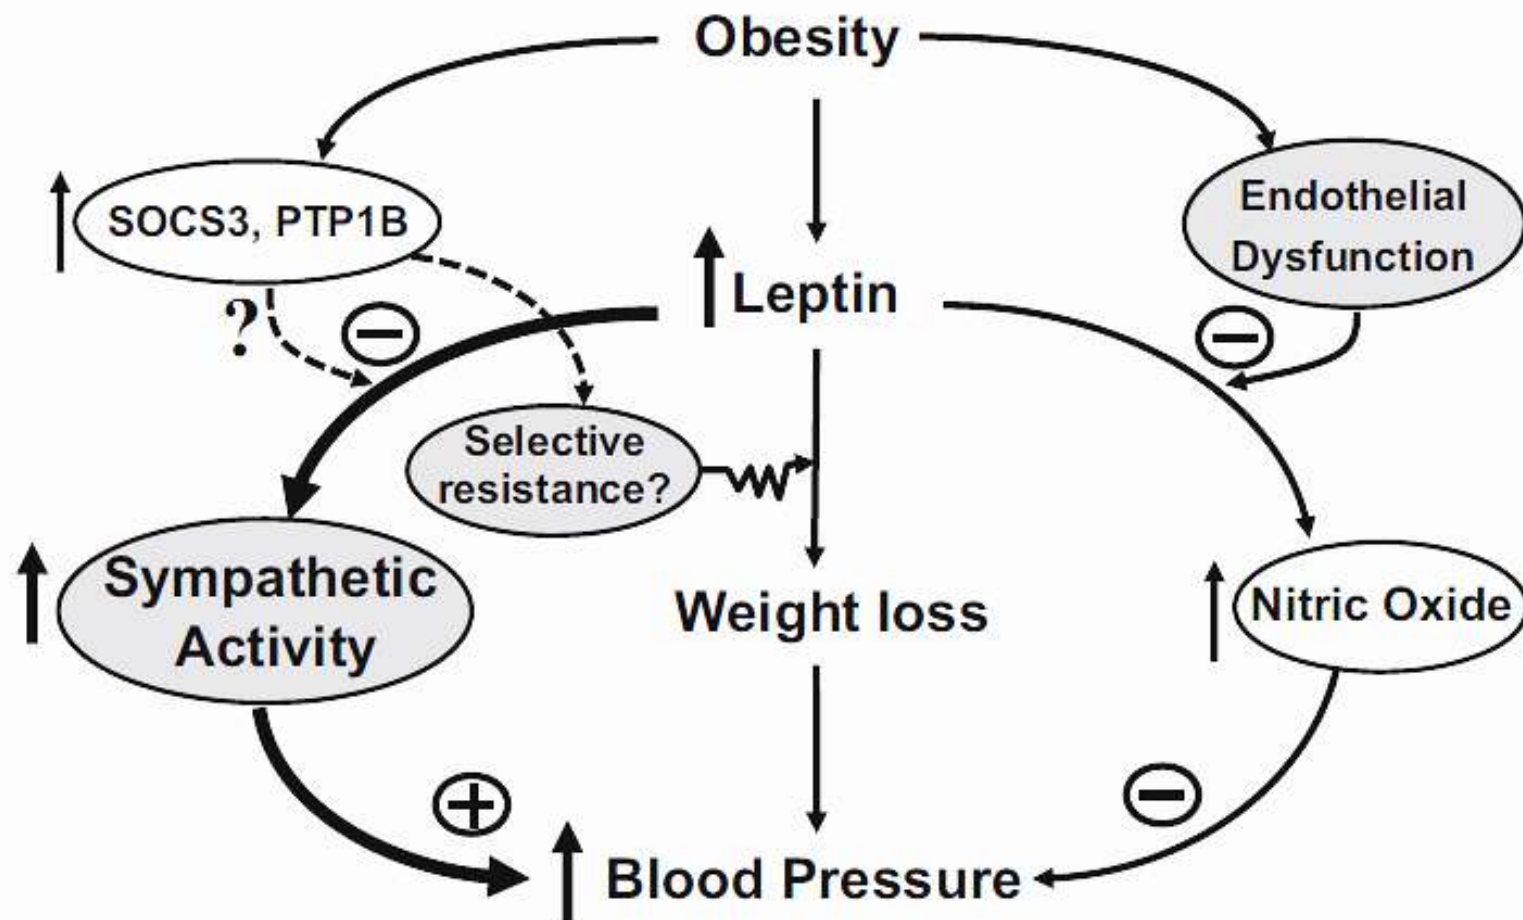 Obesity
SOCS3, PTP1B
Endothelial
Dysfunction
Leptin
?
−
−
Selective
resistance?
Sympathetic
Activity
Weight loss
Nitric Oxide
+
−
Blood Pressure